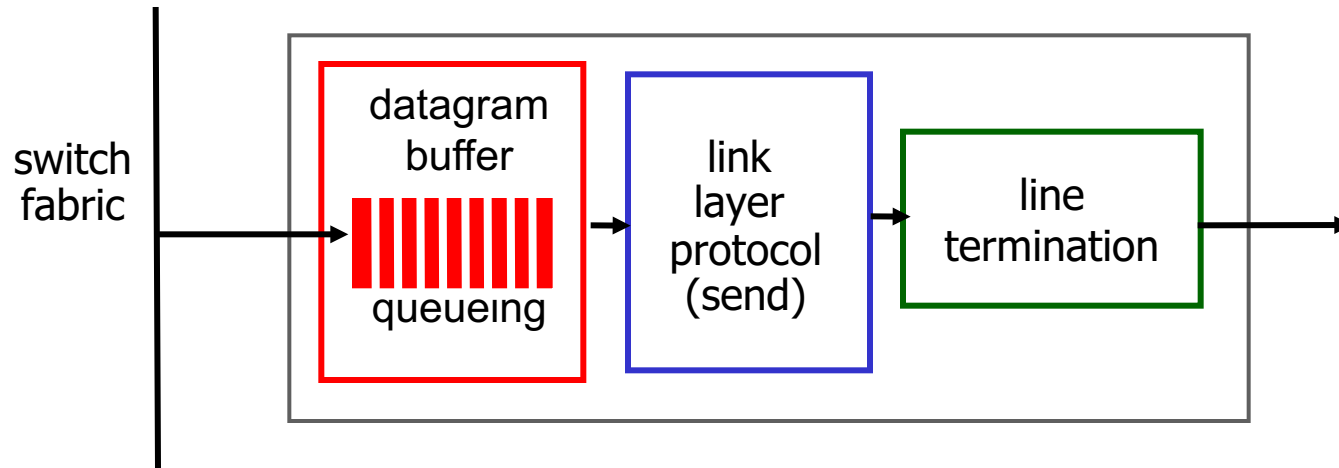 switch
fabric
datagram
buffer
queueing
link
layer
protocol
(send)
line
termination